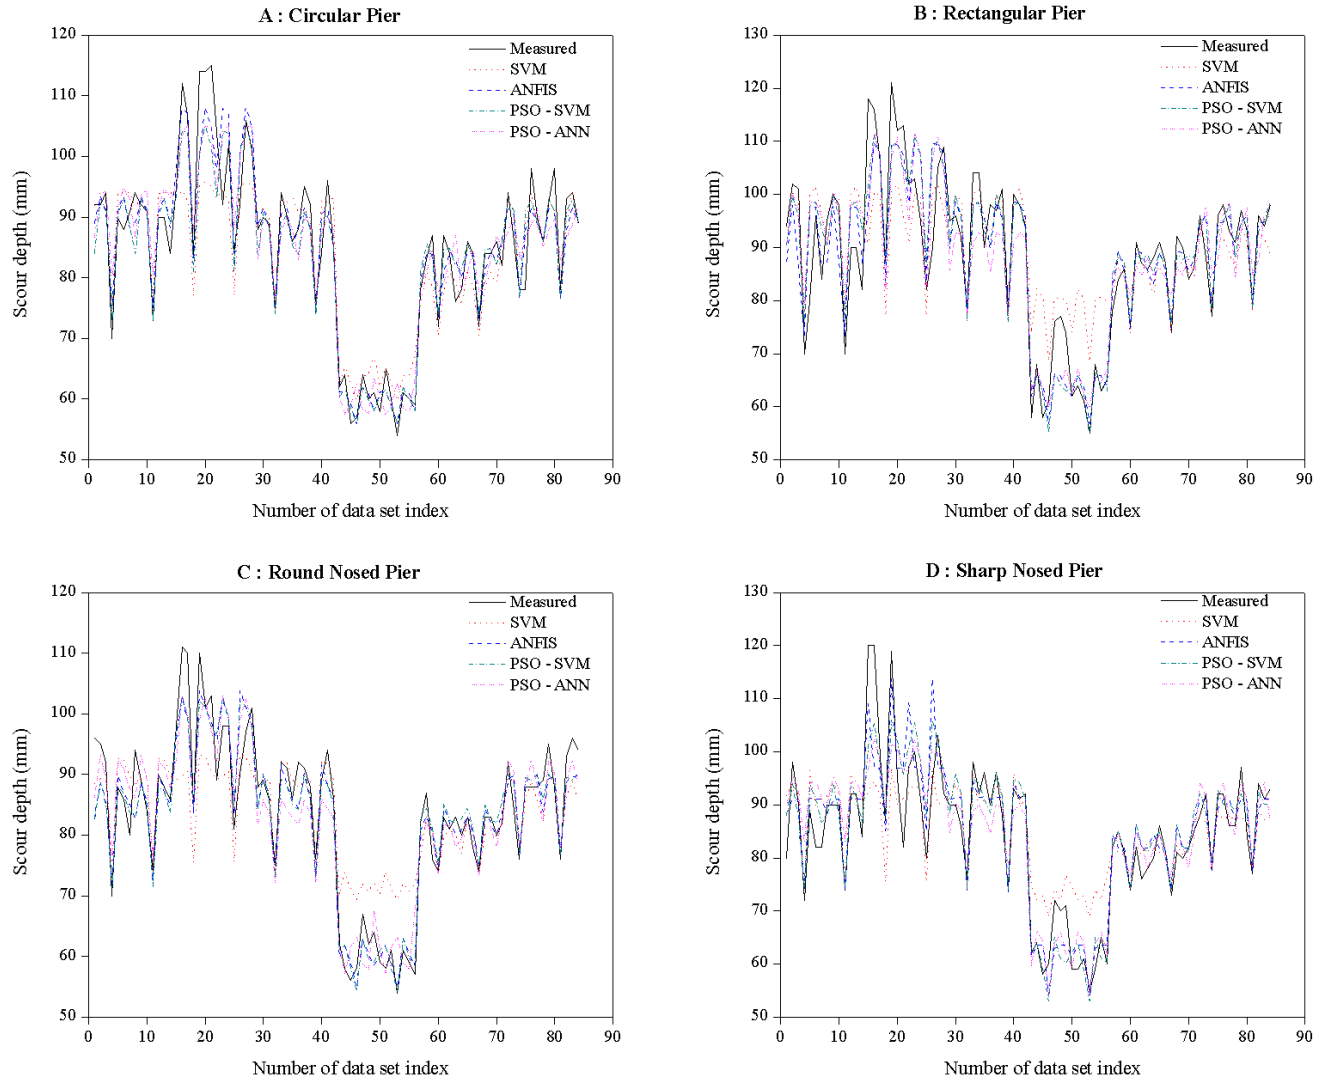 A : Circular Pier
120
110
100
90
80
70
60
50
0 10 20 30 40 50 60 70 80 90
Scour depth (mm)
Number of data set index
Measured
SVM
ANFIS
PSO - SVM
PSO - ANN
B : Rectangular Pier
130
120
110
100
90
80
70
60
50
0 10 20 30 40 50 60 70 80 90
Scour depth (mm)
Number of data set index
Measured
SVM
ANFIS
PSO - SVM
PSO - ANN
C : Round Nosed Pier
120
110
100
90
80
70
60
50
0 10 20 30 40 50 60 70 80 90
Scour depth (mm)
Number of data set index
Measured
SVM
ANFIS
PSO - SVM
PSO - ANN
D : Sharp Nosed Pier
130
120
110
100
90
80
70
60
50
0 10 20 30 40 50 60 70 80 90
Scour depth (mm)
Number of data set index
Measured
SVM
ANFIS
PSO - SVM
PSO - ANN